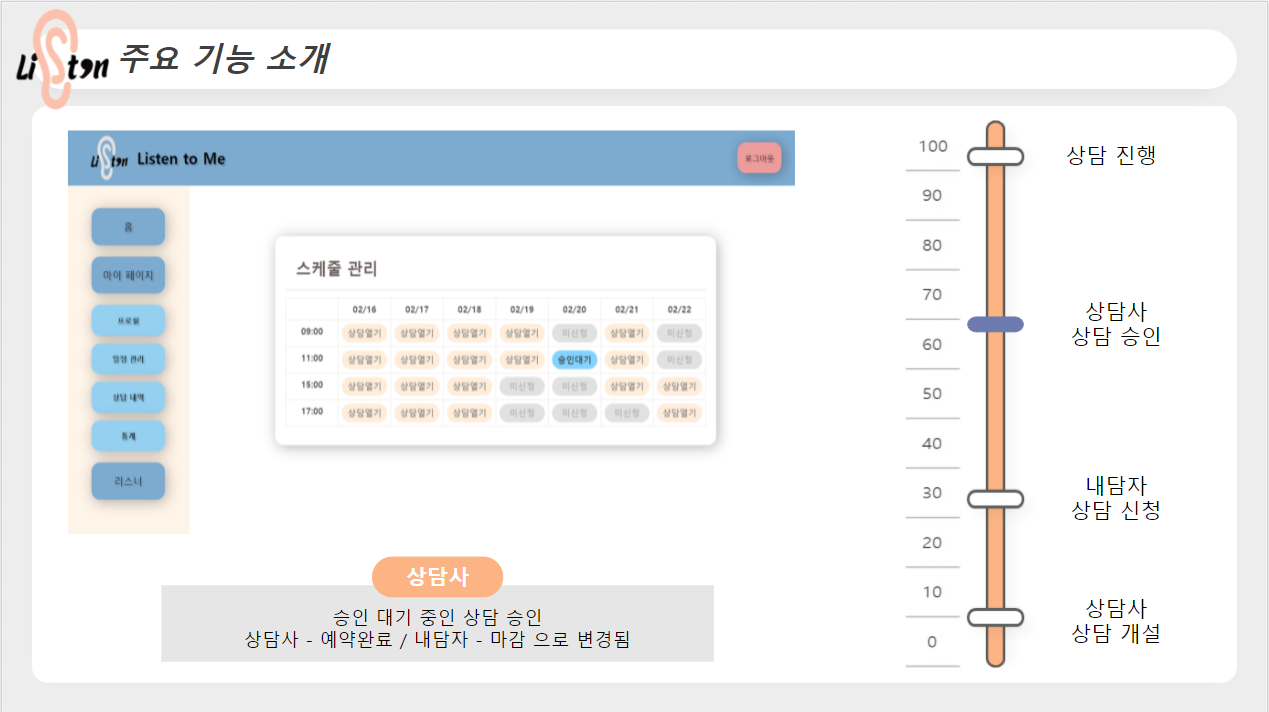 Listen 주요 기능 소개
Listen Listen to Me
로그아웃
홈
마이 페이지
프로필
일정 관리
상담 내역
통계
리스너
스케줄 관리
02/16 02/17 02/18 02/19 02/20 02/21 02/22
09:00 상담열기 상담열기 상담열기 상담열기 미신청 상담열기 미신청
11:00 상담열기 상담열기 상담열기 상담열기 승인대기 상담열기 미신청
15:00 상담열기 상담열기 상담열기 미신청 미신청 상담열기 상담열기
17:00 상담열기 상담열기 상담열기 미신청 미신청 미신청 상담열기
상담사
승인 대기 중인 상담 승인
상담사 - 예약완료 / 내담자 - 마감 으로 변경됨
100
90
80
70
60
50
40
30
20
10
0
상담 진행
상담사
상담 승인
내담자
상담 신청
상담사
상담 개설